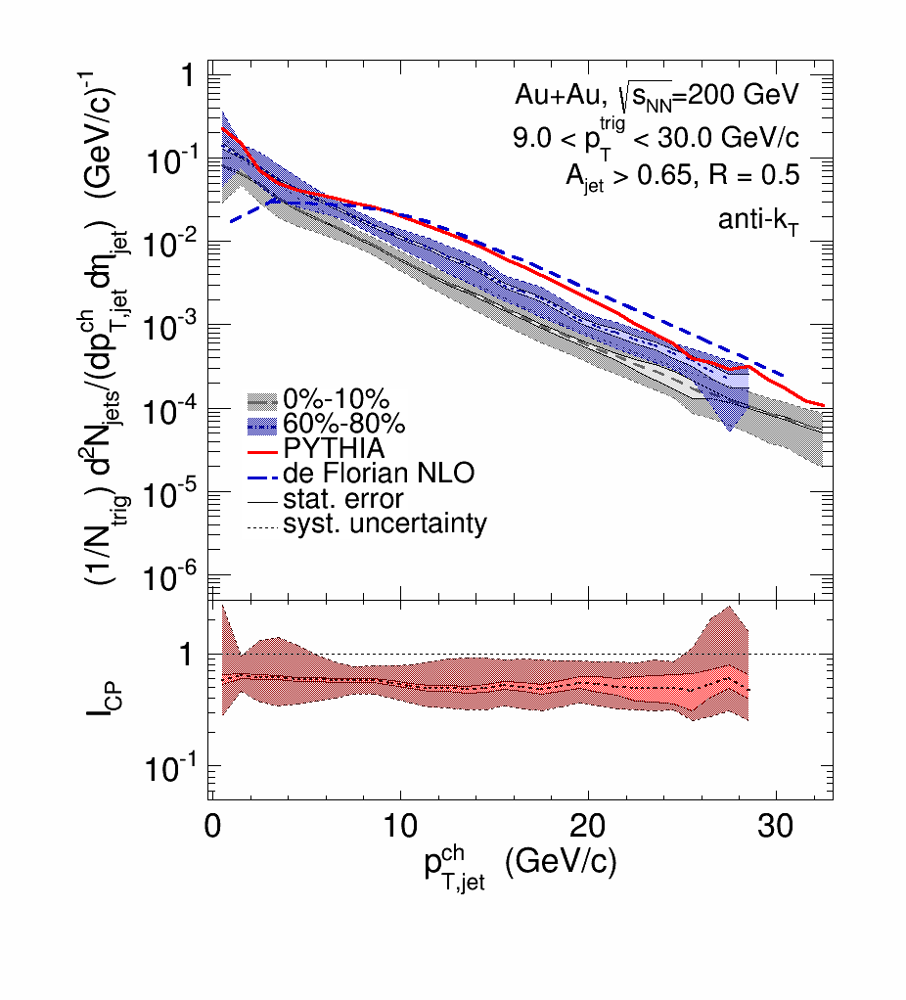 (1/N_trig) d²N_jets/(dp^ch_T,jet dη_jet) (GeV/c)⁻¹
1
10⁻¹
10⁻²
10⁻³
10⁻⁴
10⁻⁵
10⁻⁶
Au+Au, √s_NN=200 GeV
9.0 < p_T^trig < 30.0 GeV/c
A_jet > 0.65, R = 0.5
anti-k_T
0%-10%
60%-80%
PYTHIA
de Florian NLO
stat. error
syst. uncertainty
I_CP
1
10⁻¹
0 10 20 30
p^ch_T,jet (GeV/c)